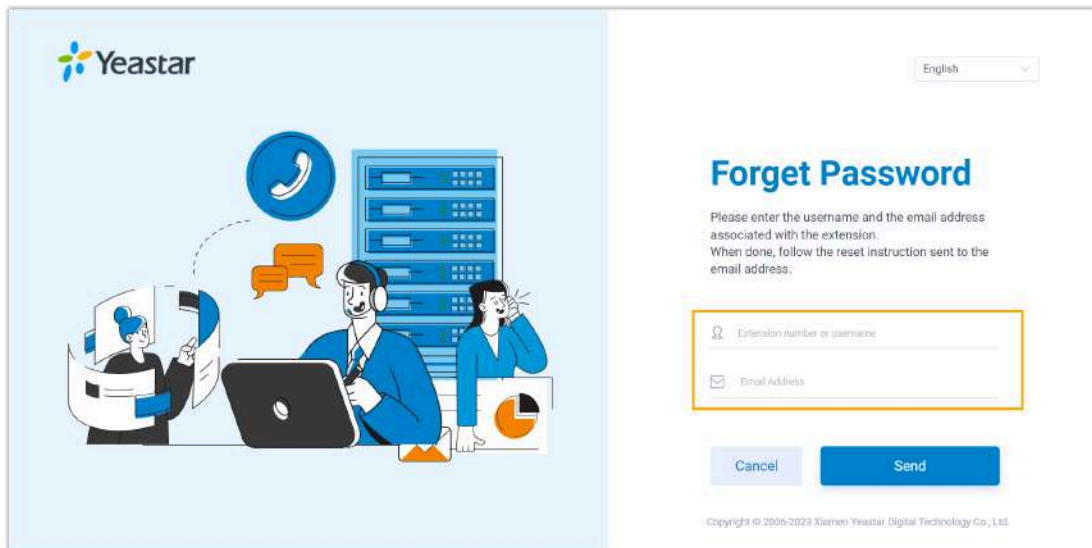 Yeastar
English
Forget Password
Please enter the username and the email address
associated with the extension.
When done, follow the reset instruction sent to the
email address.
Extension number or username
Email Address
Cancel
Send
Copyright © 2006-2023 Xiamen Yeastar Digital Technology Co., Ltd.